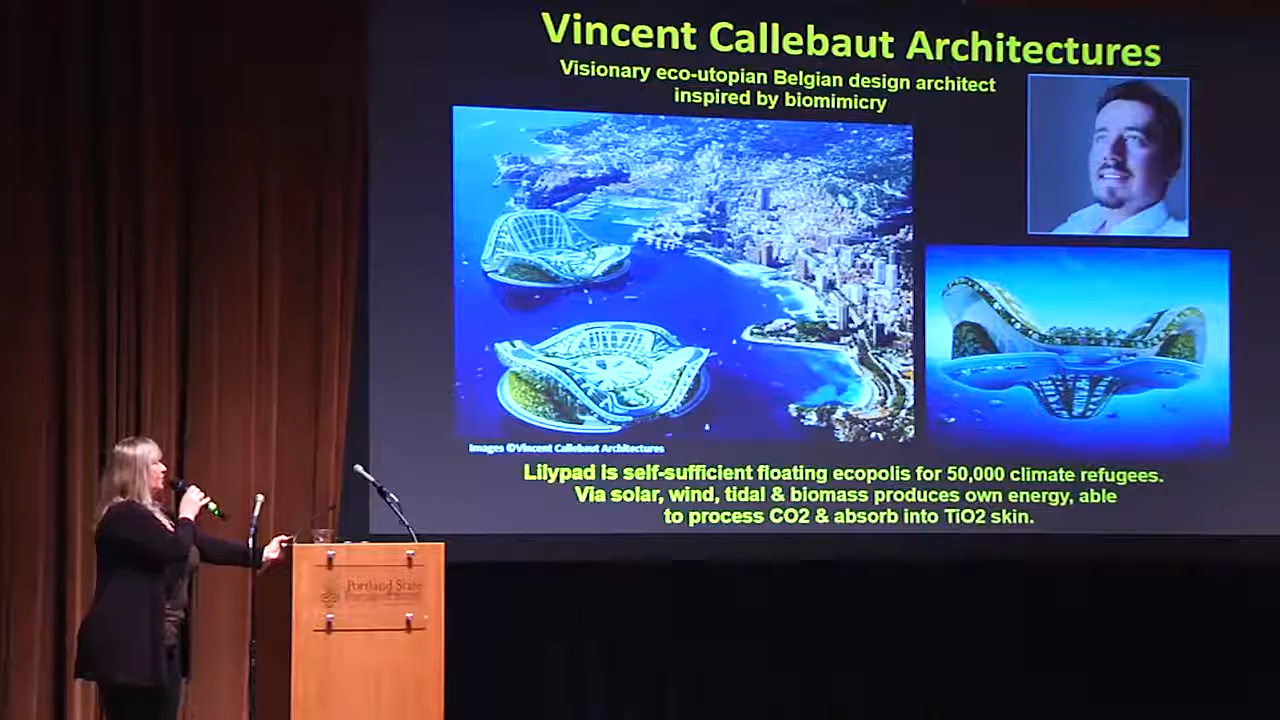 Vincent Callebaut Architectures
Visionary eco-utopian Belgian design architect
inspired by biomimicry
Images ©Vincent Callebaut Architectures
Lilypad is self-sufficient floating ecopolis for 50,000 climate refugees.
Via solar, wind, tidal & biomass produces own energy, able
to process CO2 & absorb into TiO2 skin.
Portland State